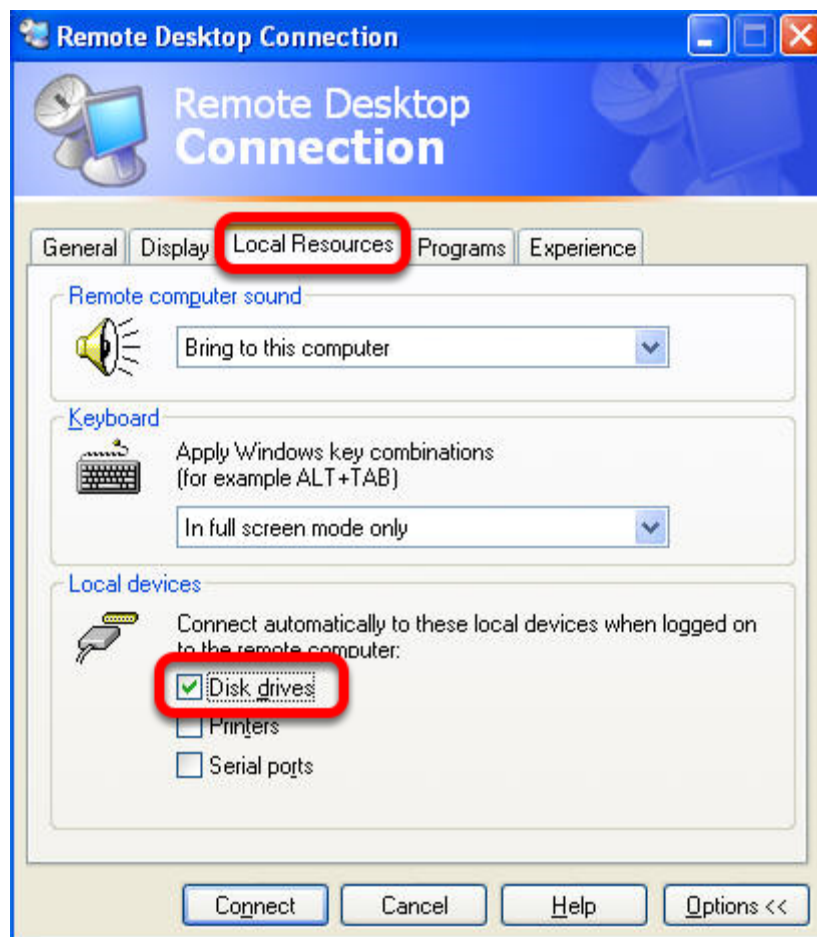 Remote Desktop Connection
Remote Desktop
Connection
General Display Local Resources Programs Experience
Remote computer sound
Bring to this computer
Keyboard
Apply Windows key combinations
(for example ALT+TAB)
In full screen mode only
Local devices
Connect automatically to these local devices when logged on
to the remote computer:
Disk drives
Printers
Serial ports
Connect Cancel Help Options <<